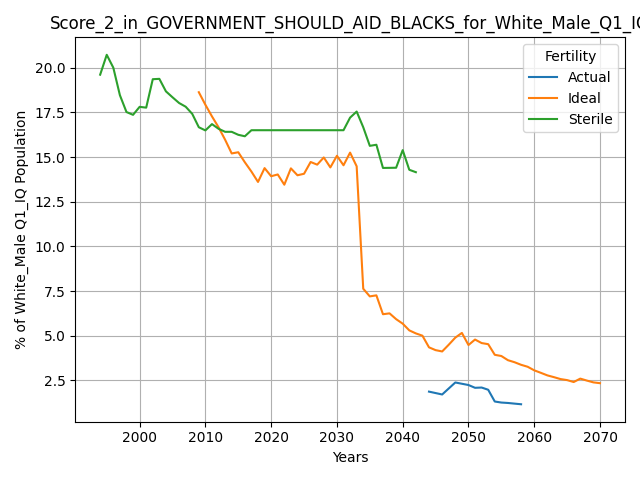 Score_2_in_GOVERNMENT_SHOULD_AID_BLACKS_for_White_Male_Q1_IQ
Fertility
Actual
Ideal
Sterile
% of White_Male Q1_IQ Population
20.0
17.5
15.0
12.5
10.0
7.5
5.0
2.5
2000 2010 2020 2030 2040 2050 2060 2070
Years